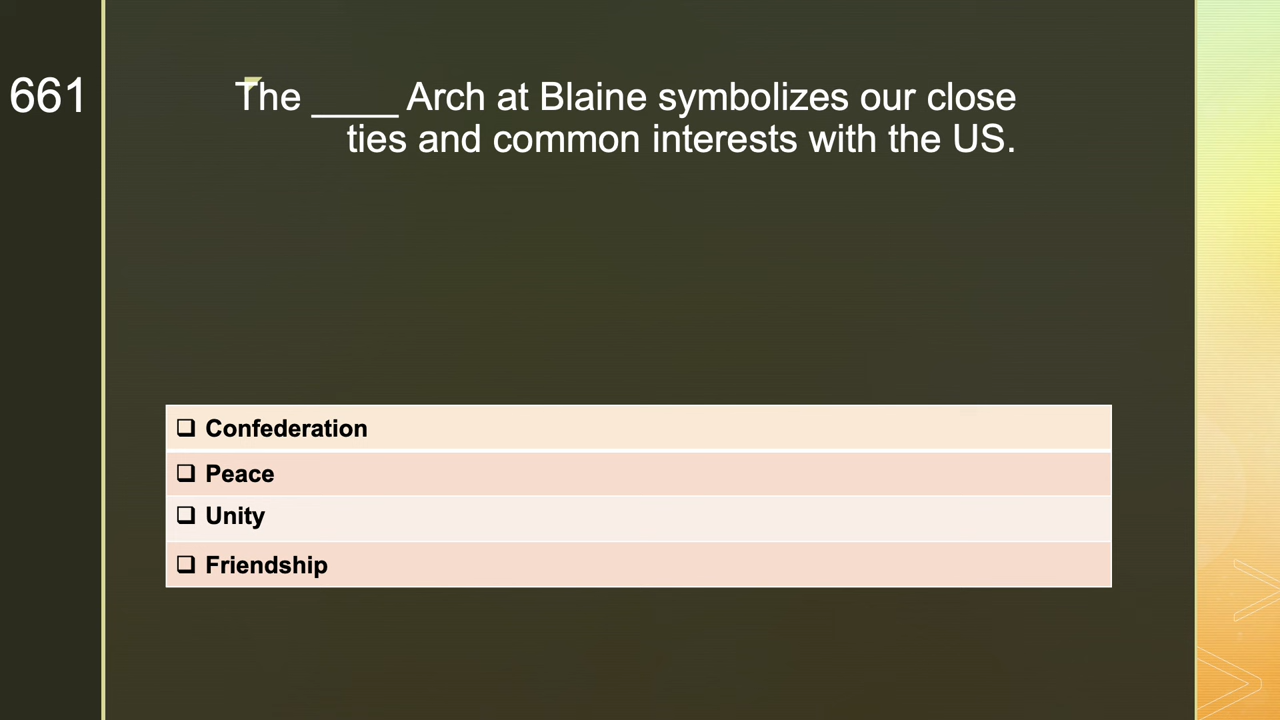 661
The ____ Arch at Blaine symbolizes our close
ties and common interests with the US.
❑ Confederation
❑ Peace
❑ Unity
❑ Friendship